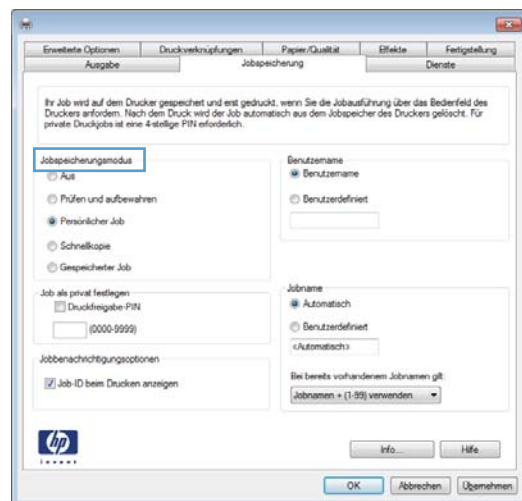 Erweiterte Optionen
Druckverknüpfungen
Papier/Qualität
Effekte
Fertigstellung
Ausgabe
Jobspeicherung
Dienste
Ihr Job wird auf dem Drucker gespeichert und erst gedruckt, wenn Sie die Jobausführung über das Bedienfeld des
Druckers anfordern. Nach dem Druck wird der Job automatisch aus dem Jobspeicher des Druckers gelöscht. Für
private Druckjobs ist eine 4-stellige PIN erforderlich.
Jobspeicherungsmodus
Aus
Prüfen und aufbewahren
Persönlicher Job
Schnellkopie
Gespeicherter Job
Benutzername
Benutzername
Benutzerdefiniert
Job als privat festlegen
Druckfreigabe-PIN
(0000-9999)
Jobname
Automatisch
Benutzerdefiniert
<Automatisch>
Bei bereits vorhandenem Jobnamen gilt:
Jobnamen + (1-99) verwenden
Jobbenachrichtigungsoptionen
Job-ID beim Drucken anzeigen
hp
invent
Info...
Hilfe
OK
Abbrechen
Übernehmen